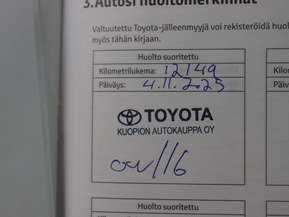 3.Autosi huoltomerkinnät
Valtuutettu Toyota-jälleenmyyjä voi rekisteröidä
myös tähän kirjaan.
Huolto suoritettu
Kilometrilukema: 12149
Päiväys: 4.11.2025
TOYOTA
KUOPION AUTOKAUPPA OY
Huolto suoritettu
Kilometrilukema: